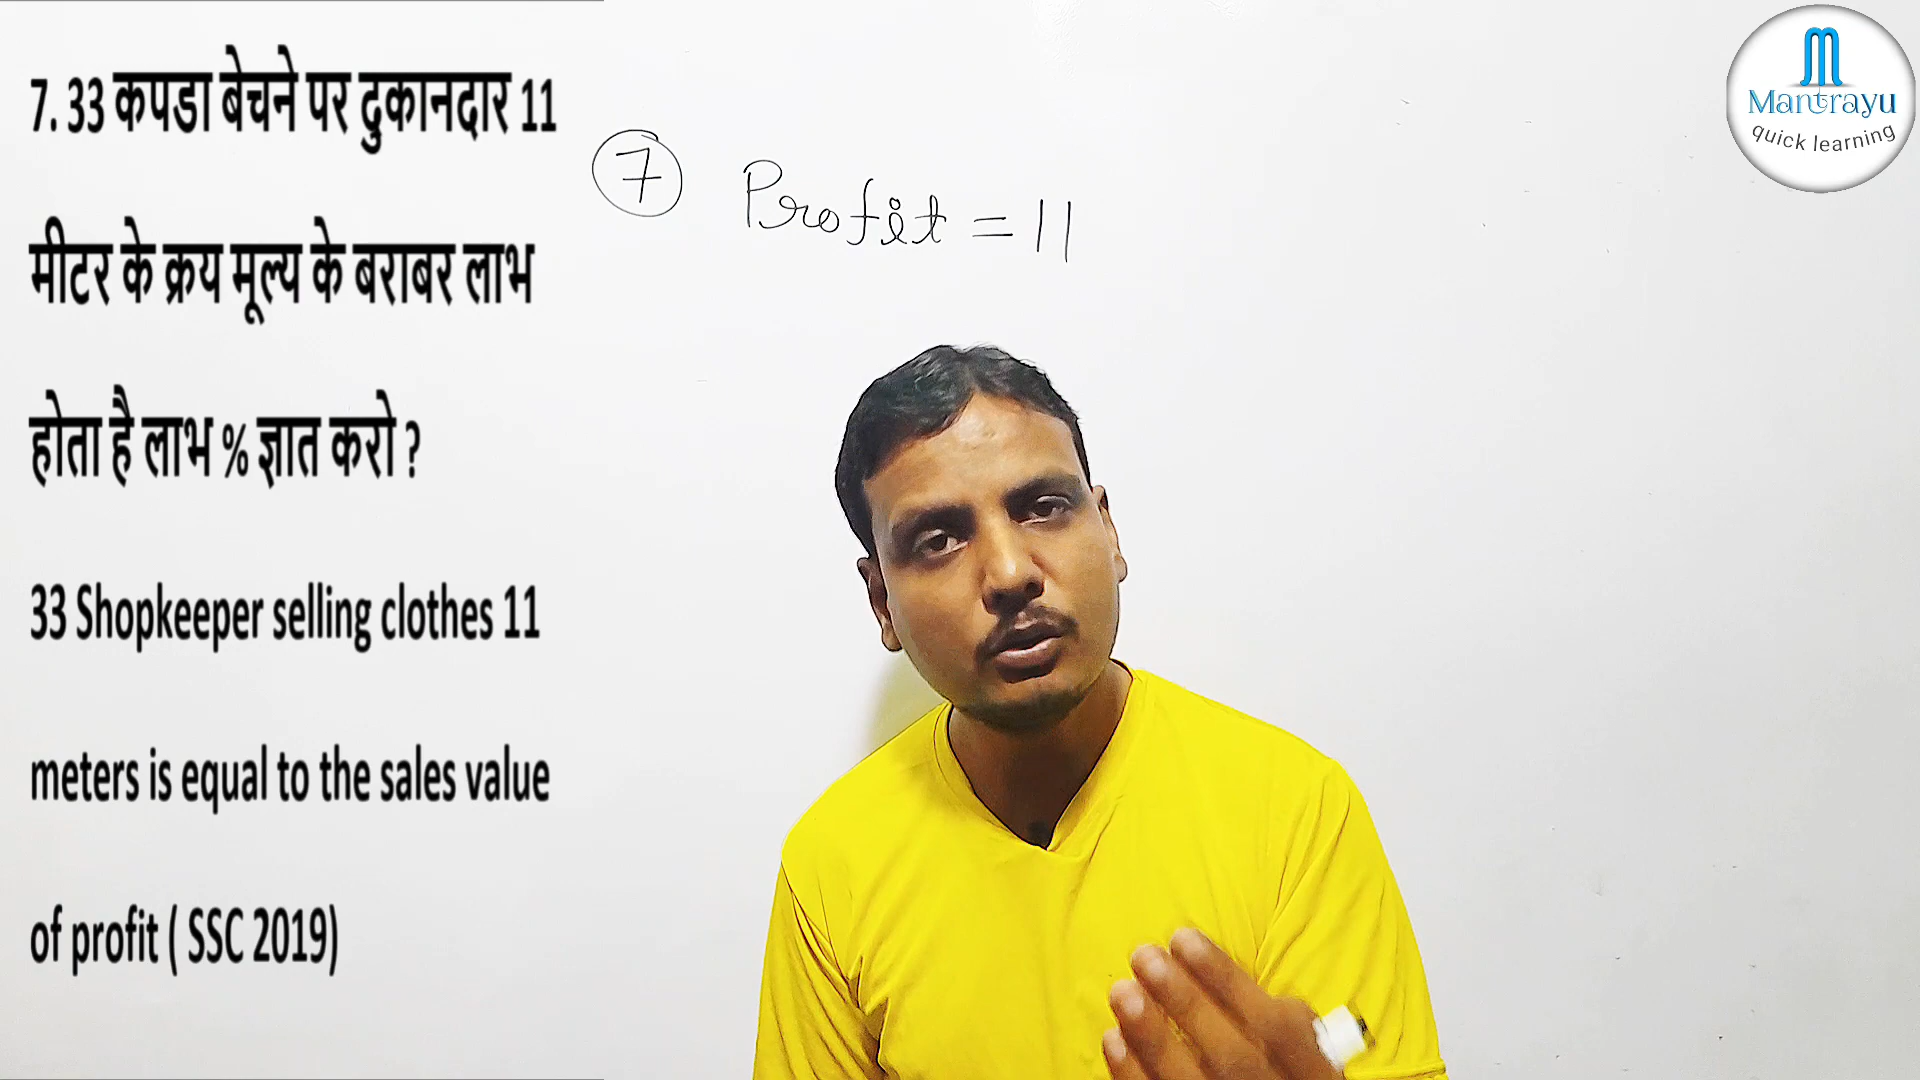 7. 33 कपडा बेचने पर दुकानदार 11
मीटर के क्रय मूल्य के बराबर लाभ
होता है लाभ % ज्ञात करो ?
33 Shopkeeper selling clothes 11
meters is equal to the sales value
of profit ( SSC 2019)
7 Profit = 11
m
Mantrayu
quick learning